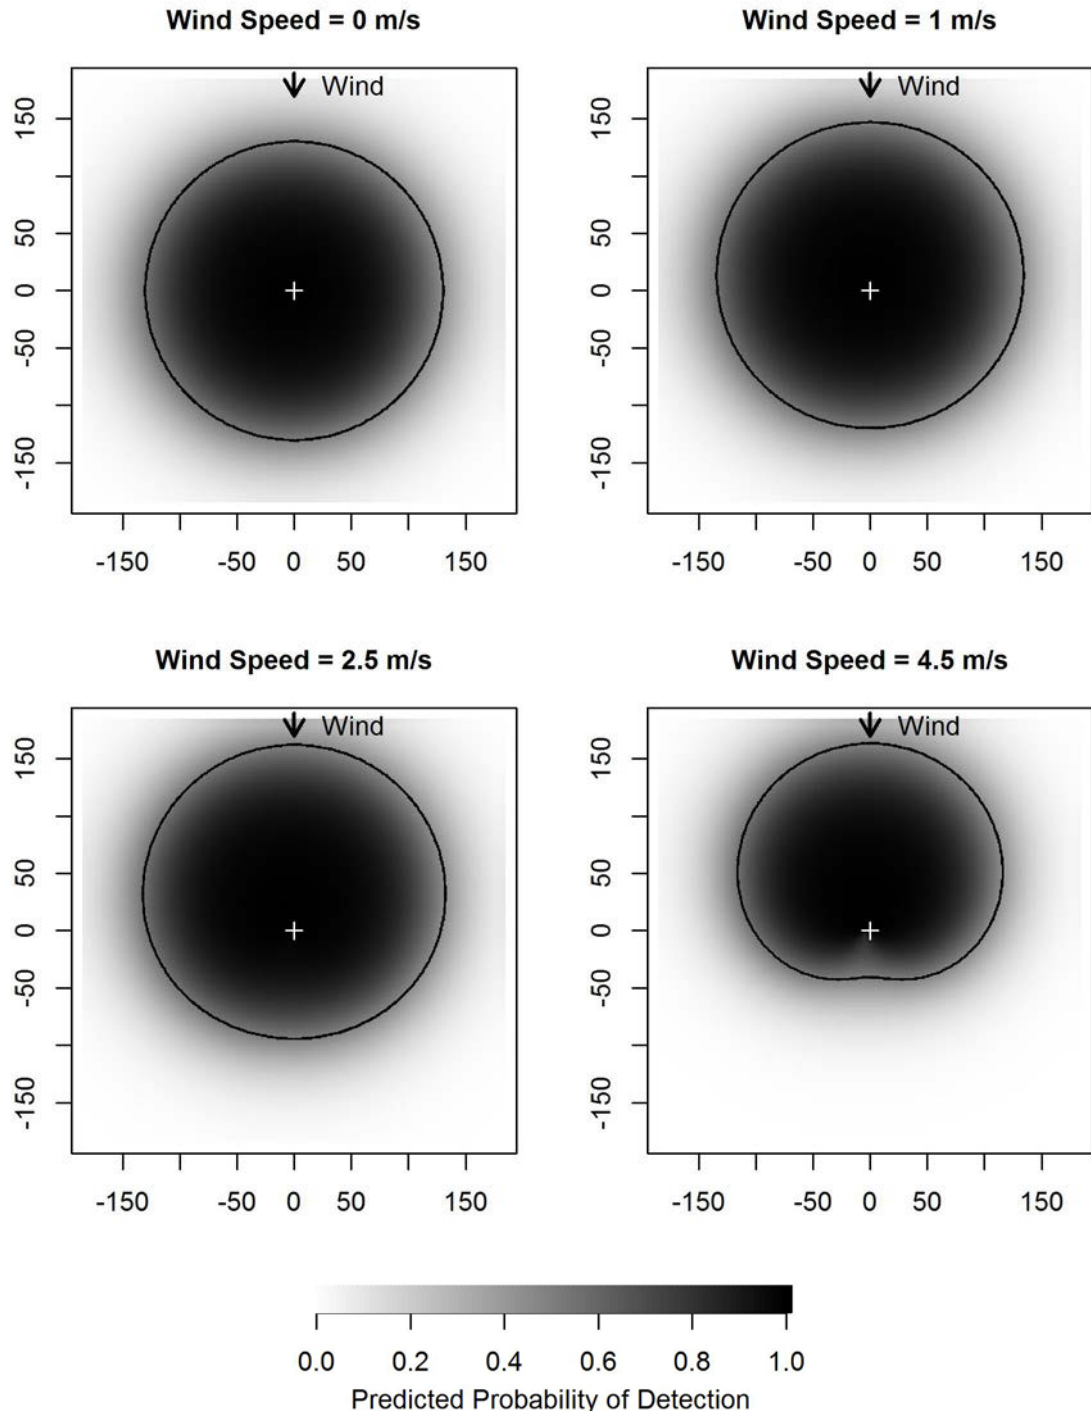 Wind Speed = 0 m/s
Wind
150
50
0
-50
-150
-150 -50 0 50 150
Wind Speed = 1 m/s
Wind
150
50
0
-50
-150
-150 -50 0 50 150
Wind Speed = 2.5 m/s
Wind
150
50
0
-50
-150
-150 -50 0 50 150
Wind Speed = 4.5 m/s
Wind
150
50
0
-50
-150
-150 -50 0 50 150
0.0 0.2 0.4 0.6 0.8 1.0
Predicted Probability of Detection